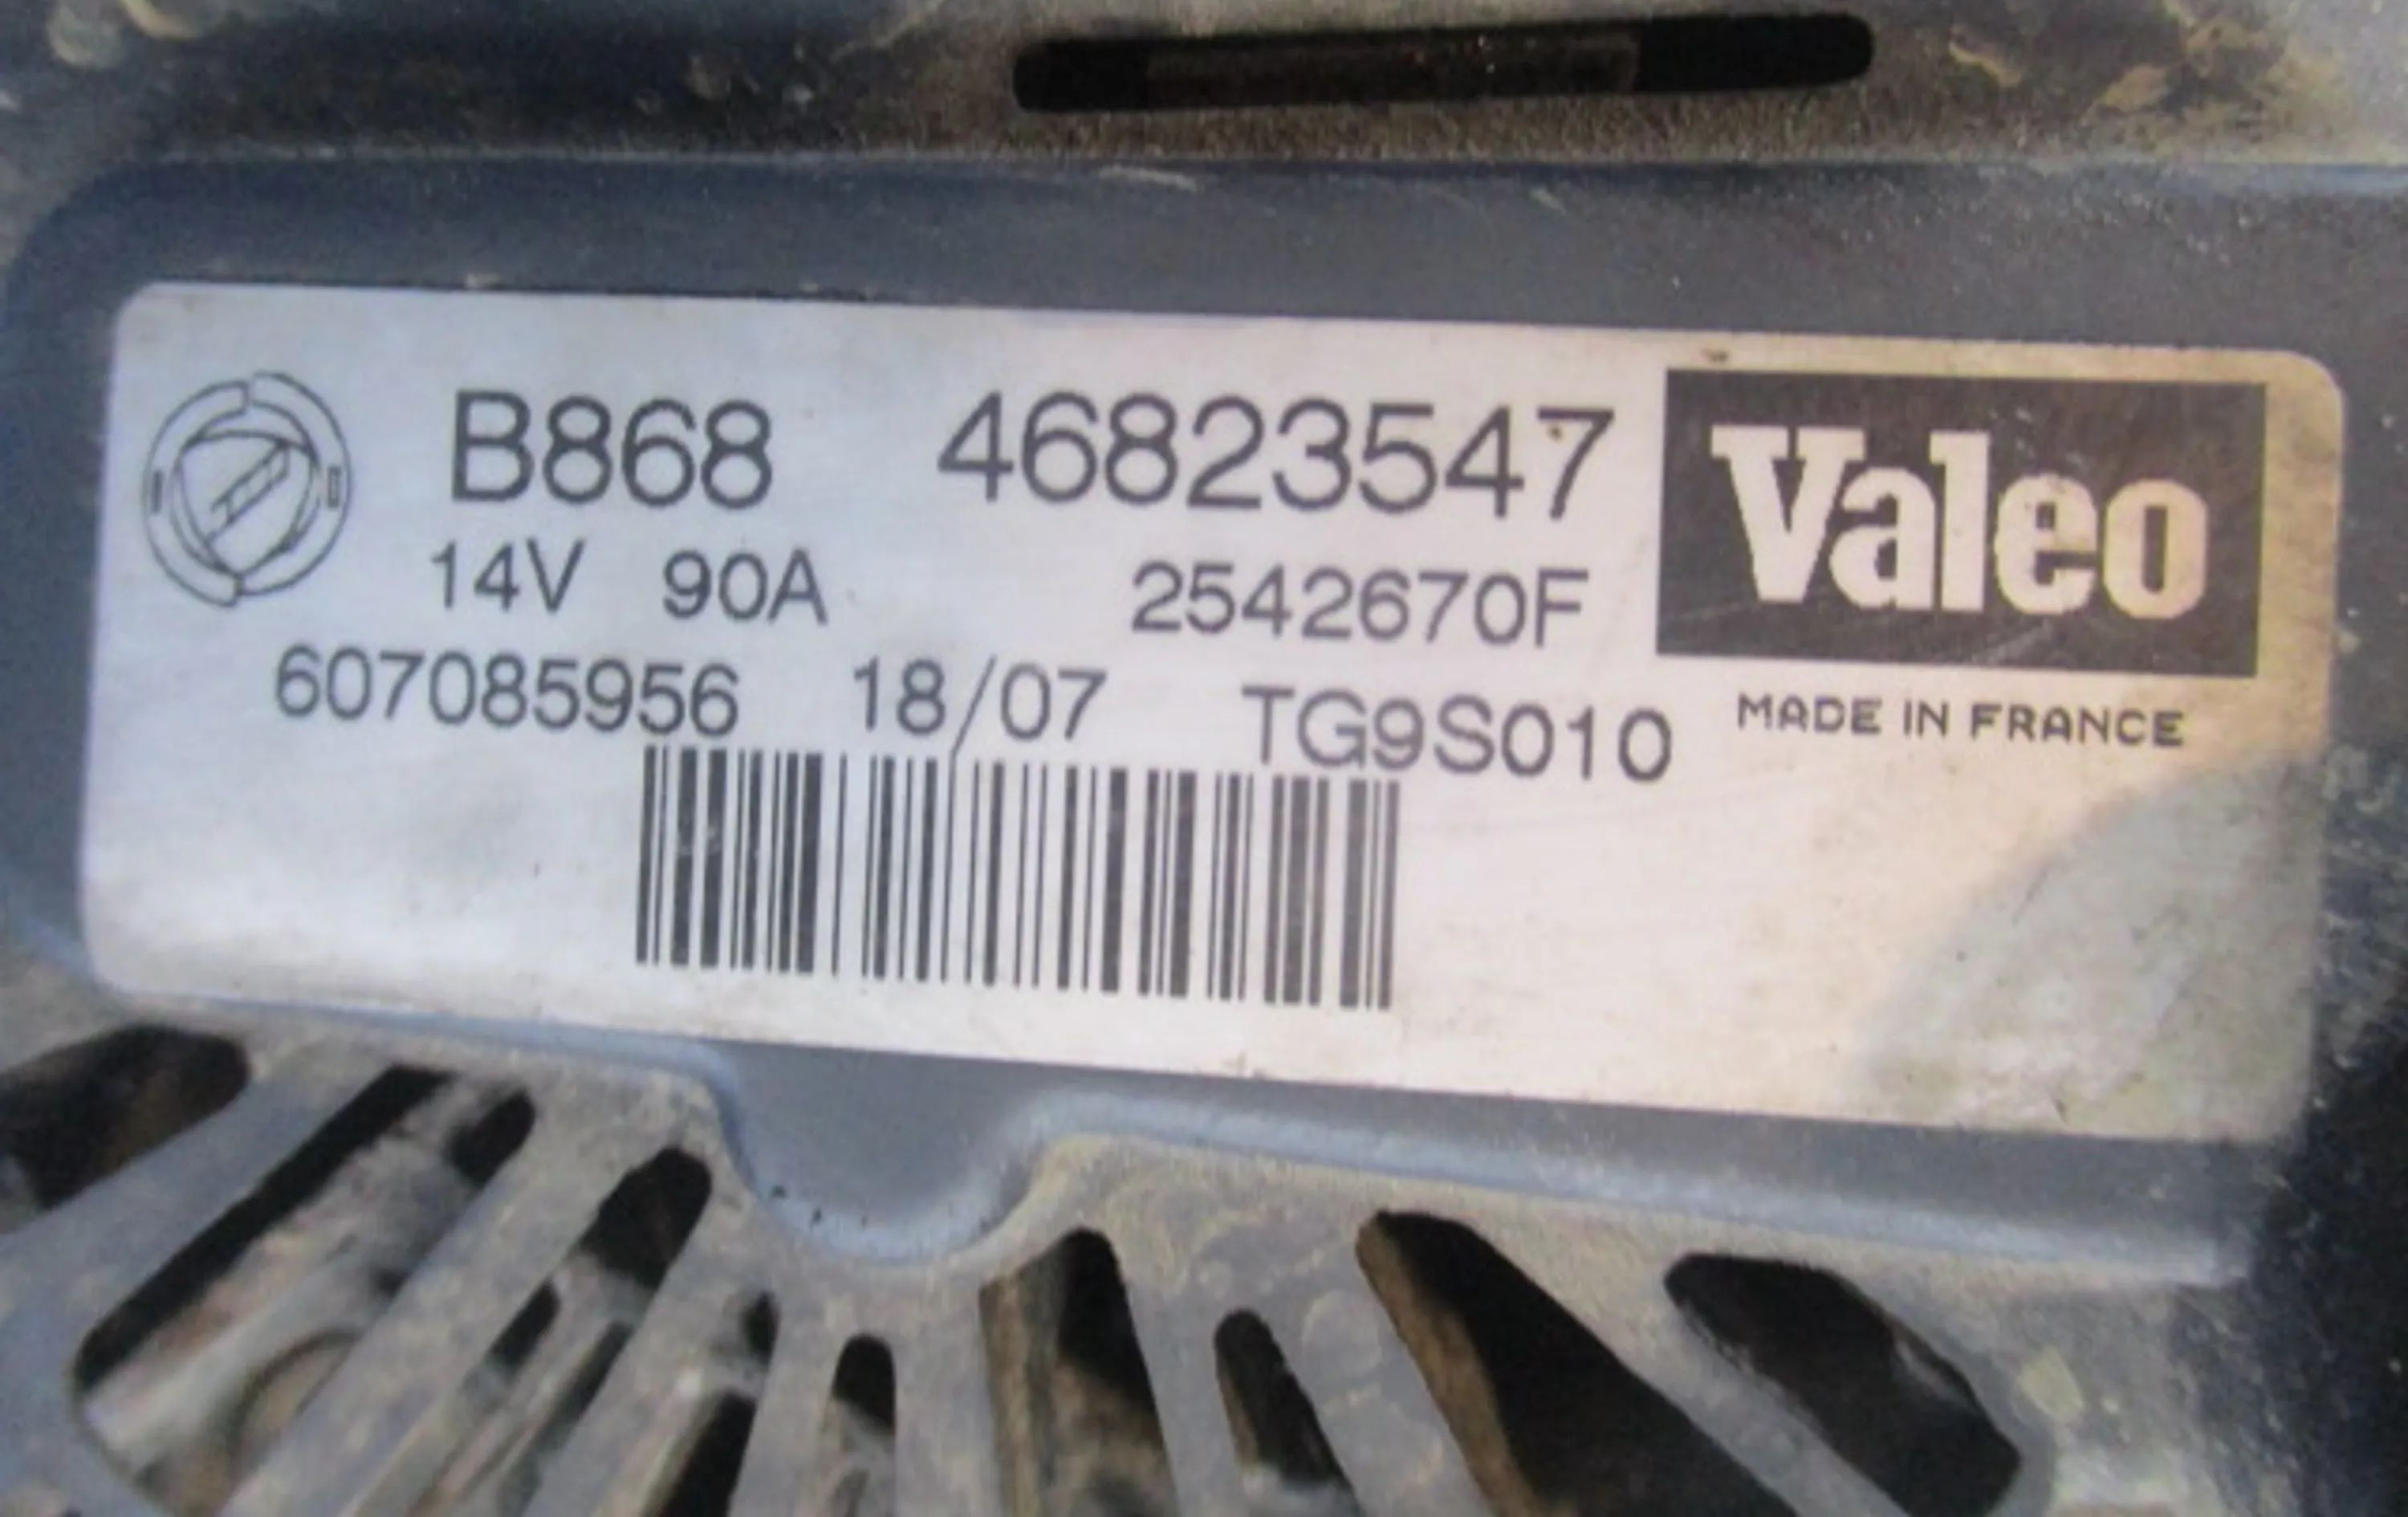 B868 46823547
Valeo
14V 90A 2542670F
607085956 18/07 TG9S010
MADE IN FRANCE